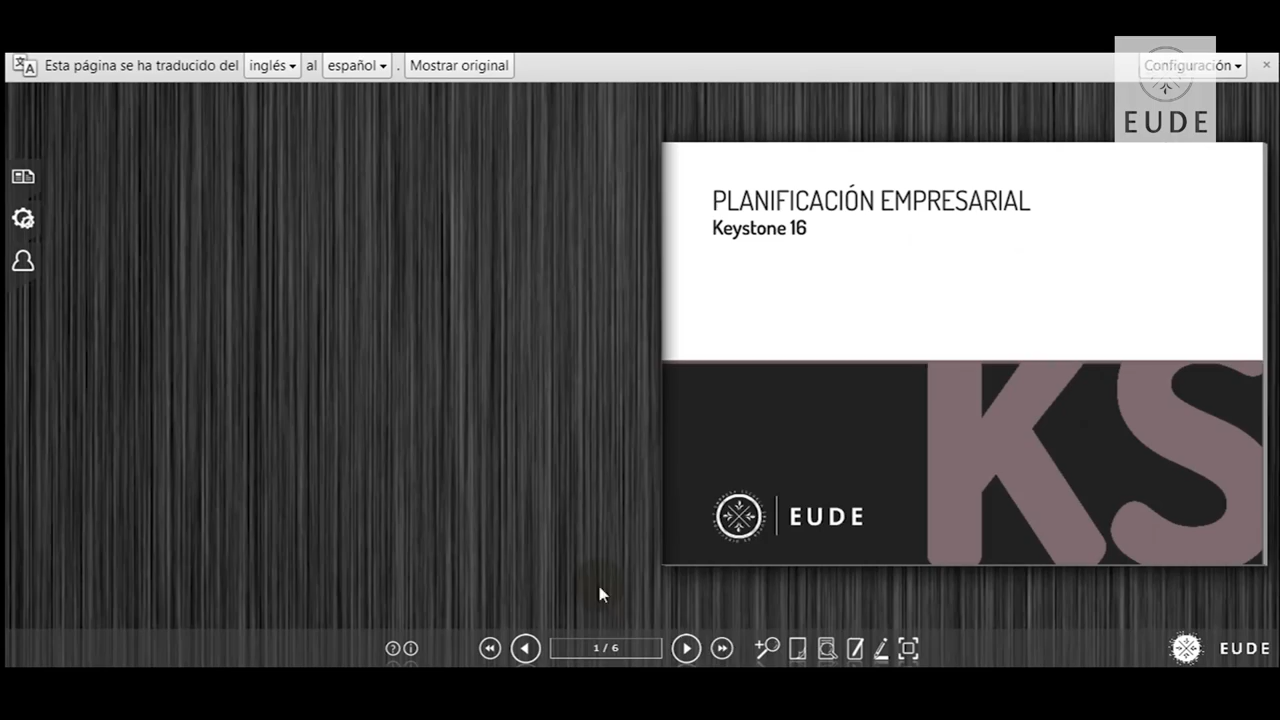 Esta página se ha traducido del inglés al español . Mostrar original
Configuración
EUDE
PLANIFICACIÓN EMPRESARIAL
Keystone 16
KS
EUDE
1 / 6
EUDE